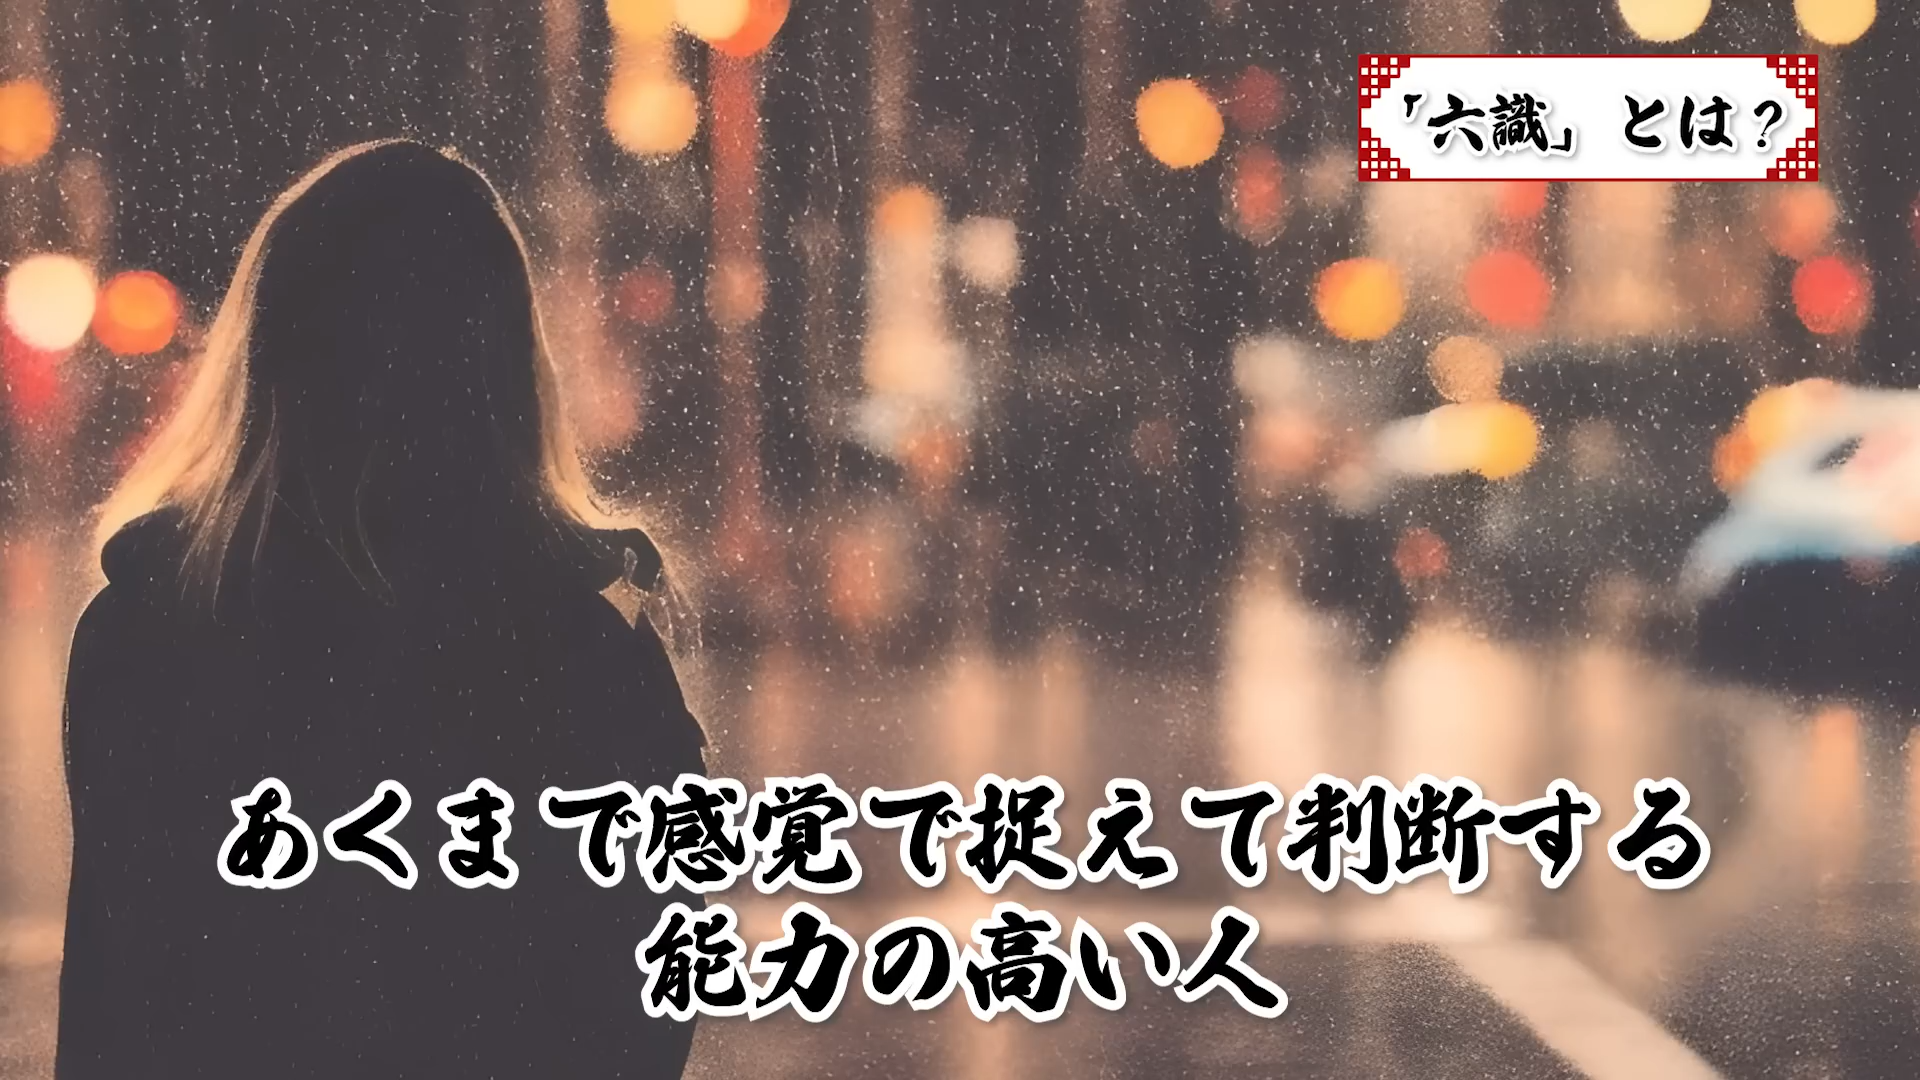 「六識」とは？
あくまで感覚で捉えて判断する
能力の高い人